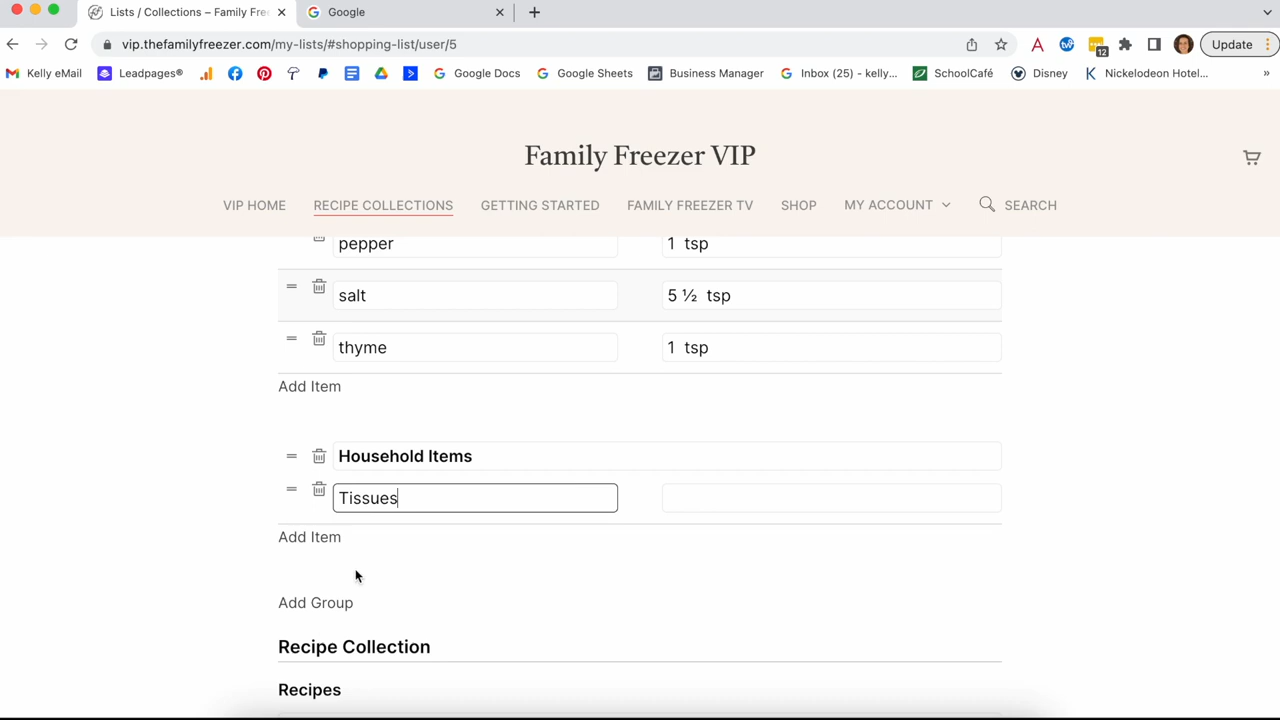 Lists / Collections – Family Fre
Google
vip.thefamilyfreezer.com/my-lists/#shopping-list/user/5
12
Update
Kelly eMail
Leadpages®
Google Docs
Google Sheets
Business Manager
Inbox (25) - kelly...
SchoolCafé
Disney
Nickelodeon Hotel...
»
Family Freezer VIP
VIP HOME
RECIPE COLLECTIONS
GETTING STARTED
FAMILY FREEZER TV
SHOP
MY ACCOUNT
SEARCH
pepper 1 tsp
salt 5 ½ tsp
thyme 1 tsp
Add Item
Household Items
Tissues
Add Item
Add Group
Recipe Collection
Recipes